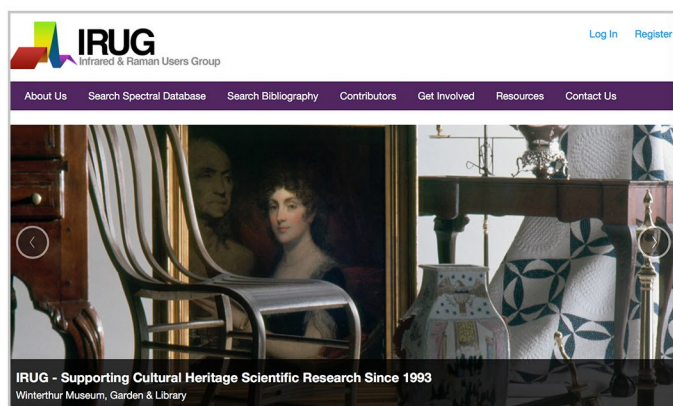 IRUG
Infrared & Raman Users Group
Log In Register
About Us Search Spectral Database Search Bibliography Contributors Get Involved Resources Contact Us
IRUG - Supporting Cultural Heritage Scientific Research Since 1993
Winterthur Museum, Garden & Library